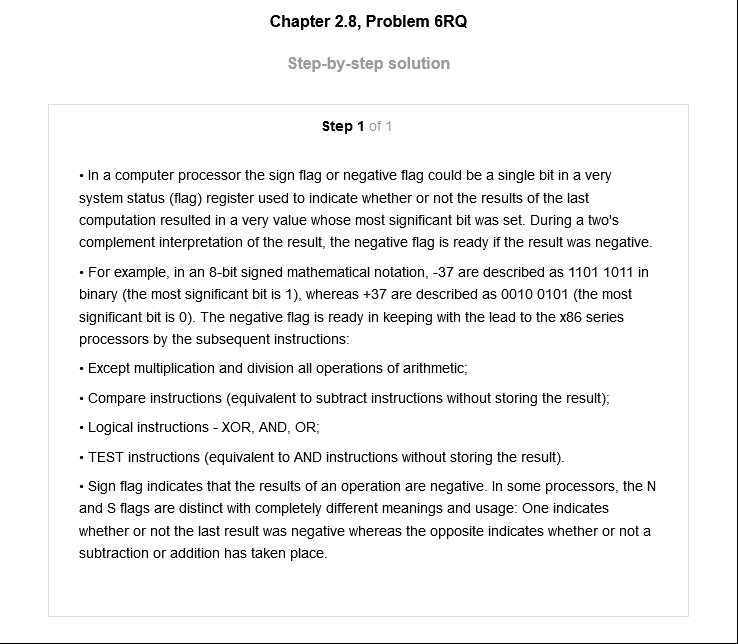 Chapter 2.8, Problem 6RQ
Step-by-step solution
Step 1 of 1
• In a computer processor the sign flag or negative flag could be a single bit in a very
system status (flag) register used to indicate whether or not the results of the last
computation resulted in a very value whose most significant bit was set. During a two's
complement interpretation of the result, the negative flag is ready if the result was negative.
• For example, in an 8-bit signed mathematical notation, -37 are described as 1101 1011 in
binary (the most significant bit is 1), whereas +37 are described as 0010 0101 (the most
significant bit is 0). The negative flag is ready in keeping with the lead to the x86 series
processors by the subsequent instructions:
• Except multiplication and division all operations of arithmetic;
• Compare instructions (equivalent to subtract instructions without storing the result);
• Logical instructions - XOR, AND, OR;
• TEST instructions (equivalent to AND instructions without storing the result).
• Sign flag indicates that the results of an operation are negative. In some processors, the N
and S flags are distinct with completely different meanings and usage: One indicates
whether or not the last result was negative whereas the opposite indicates whether or not a
subtraction or addition has taken place.